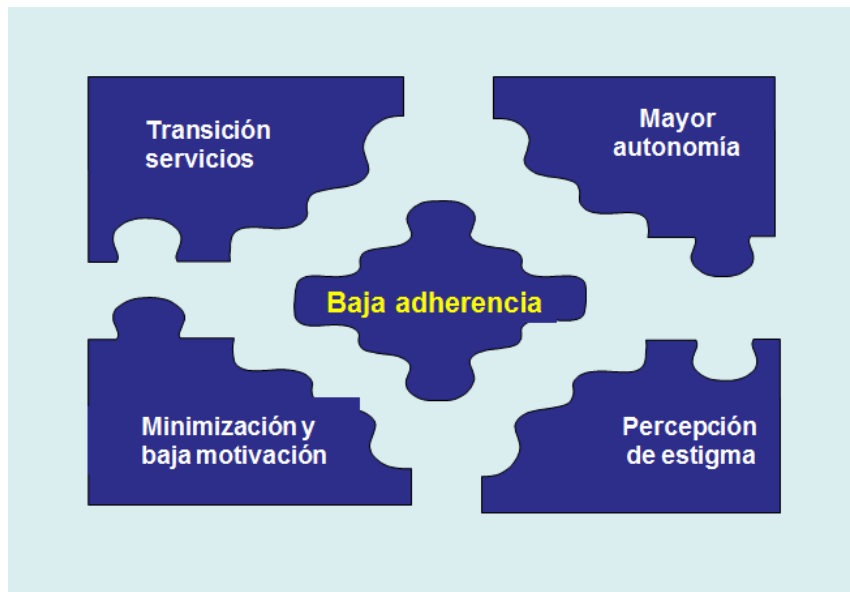 Transición
servicios
Mayor
autonomía
Baja adherencia
Minimización y
baja motivación
Percepción
de estigma